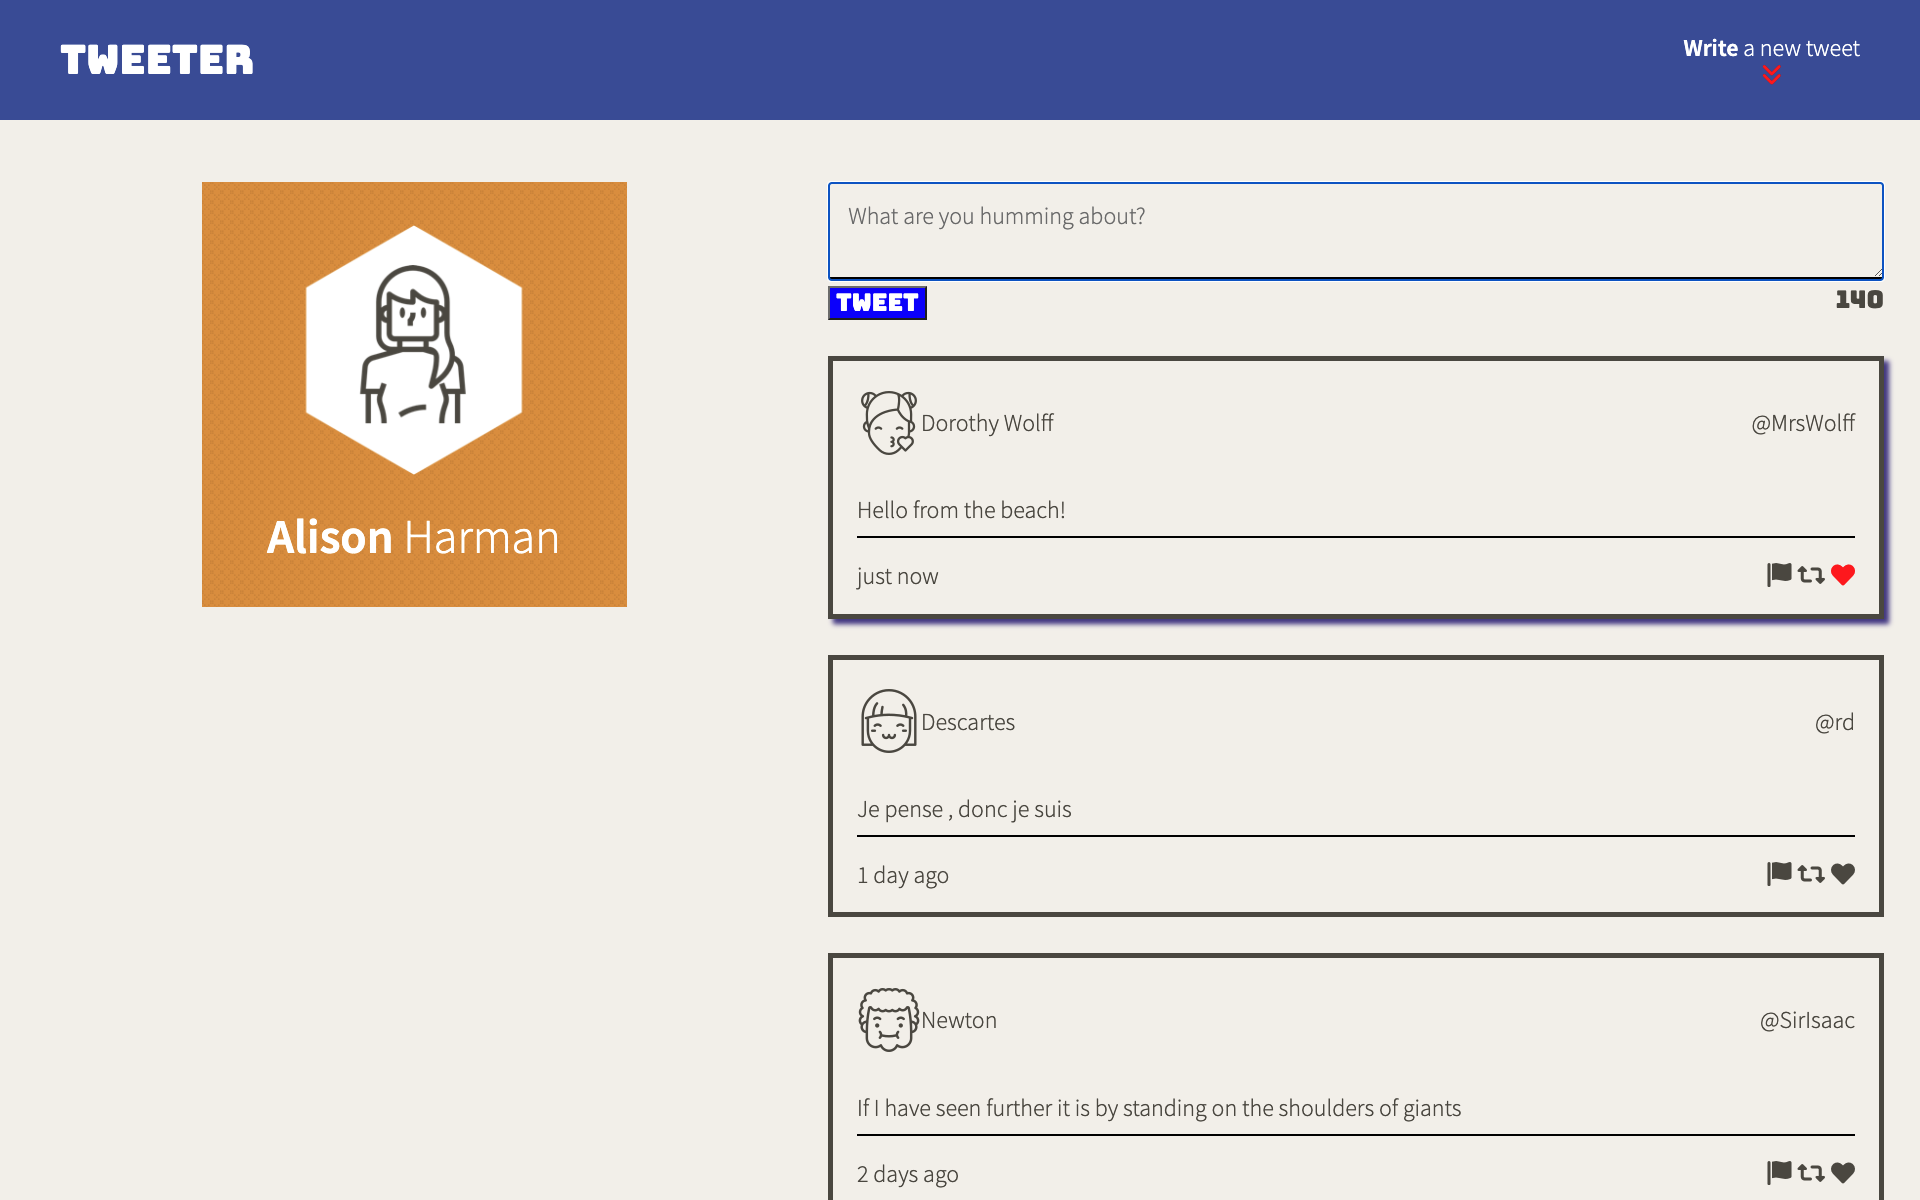 TWEETER
Write a new tweet
Alison Harman
What are you humming about?
TWEET
140
Dorothy Wolff
@MrsWolff
Hello from the beach!
just now
Descartes
@rd
Je pense , donc je suis
1 day ago
Newton
@SirIsaac
If I have seen further it is by standing on the shoulders of giants
2 days ago